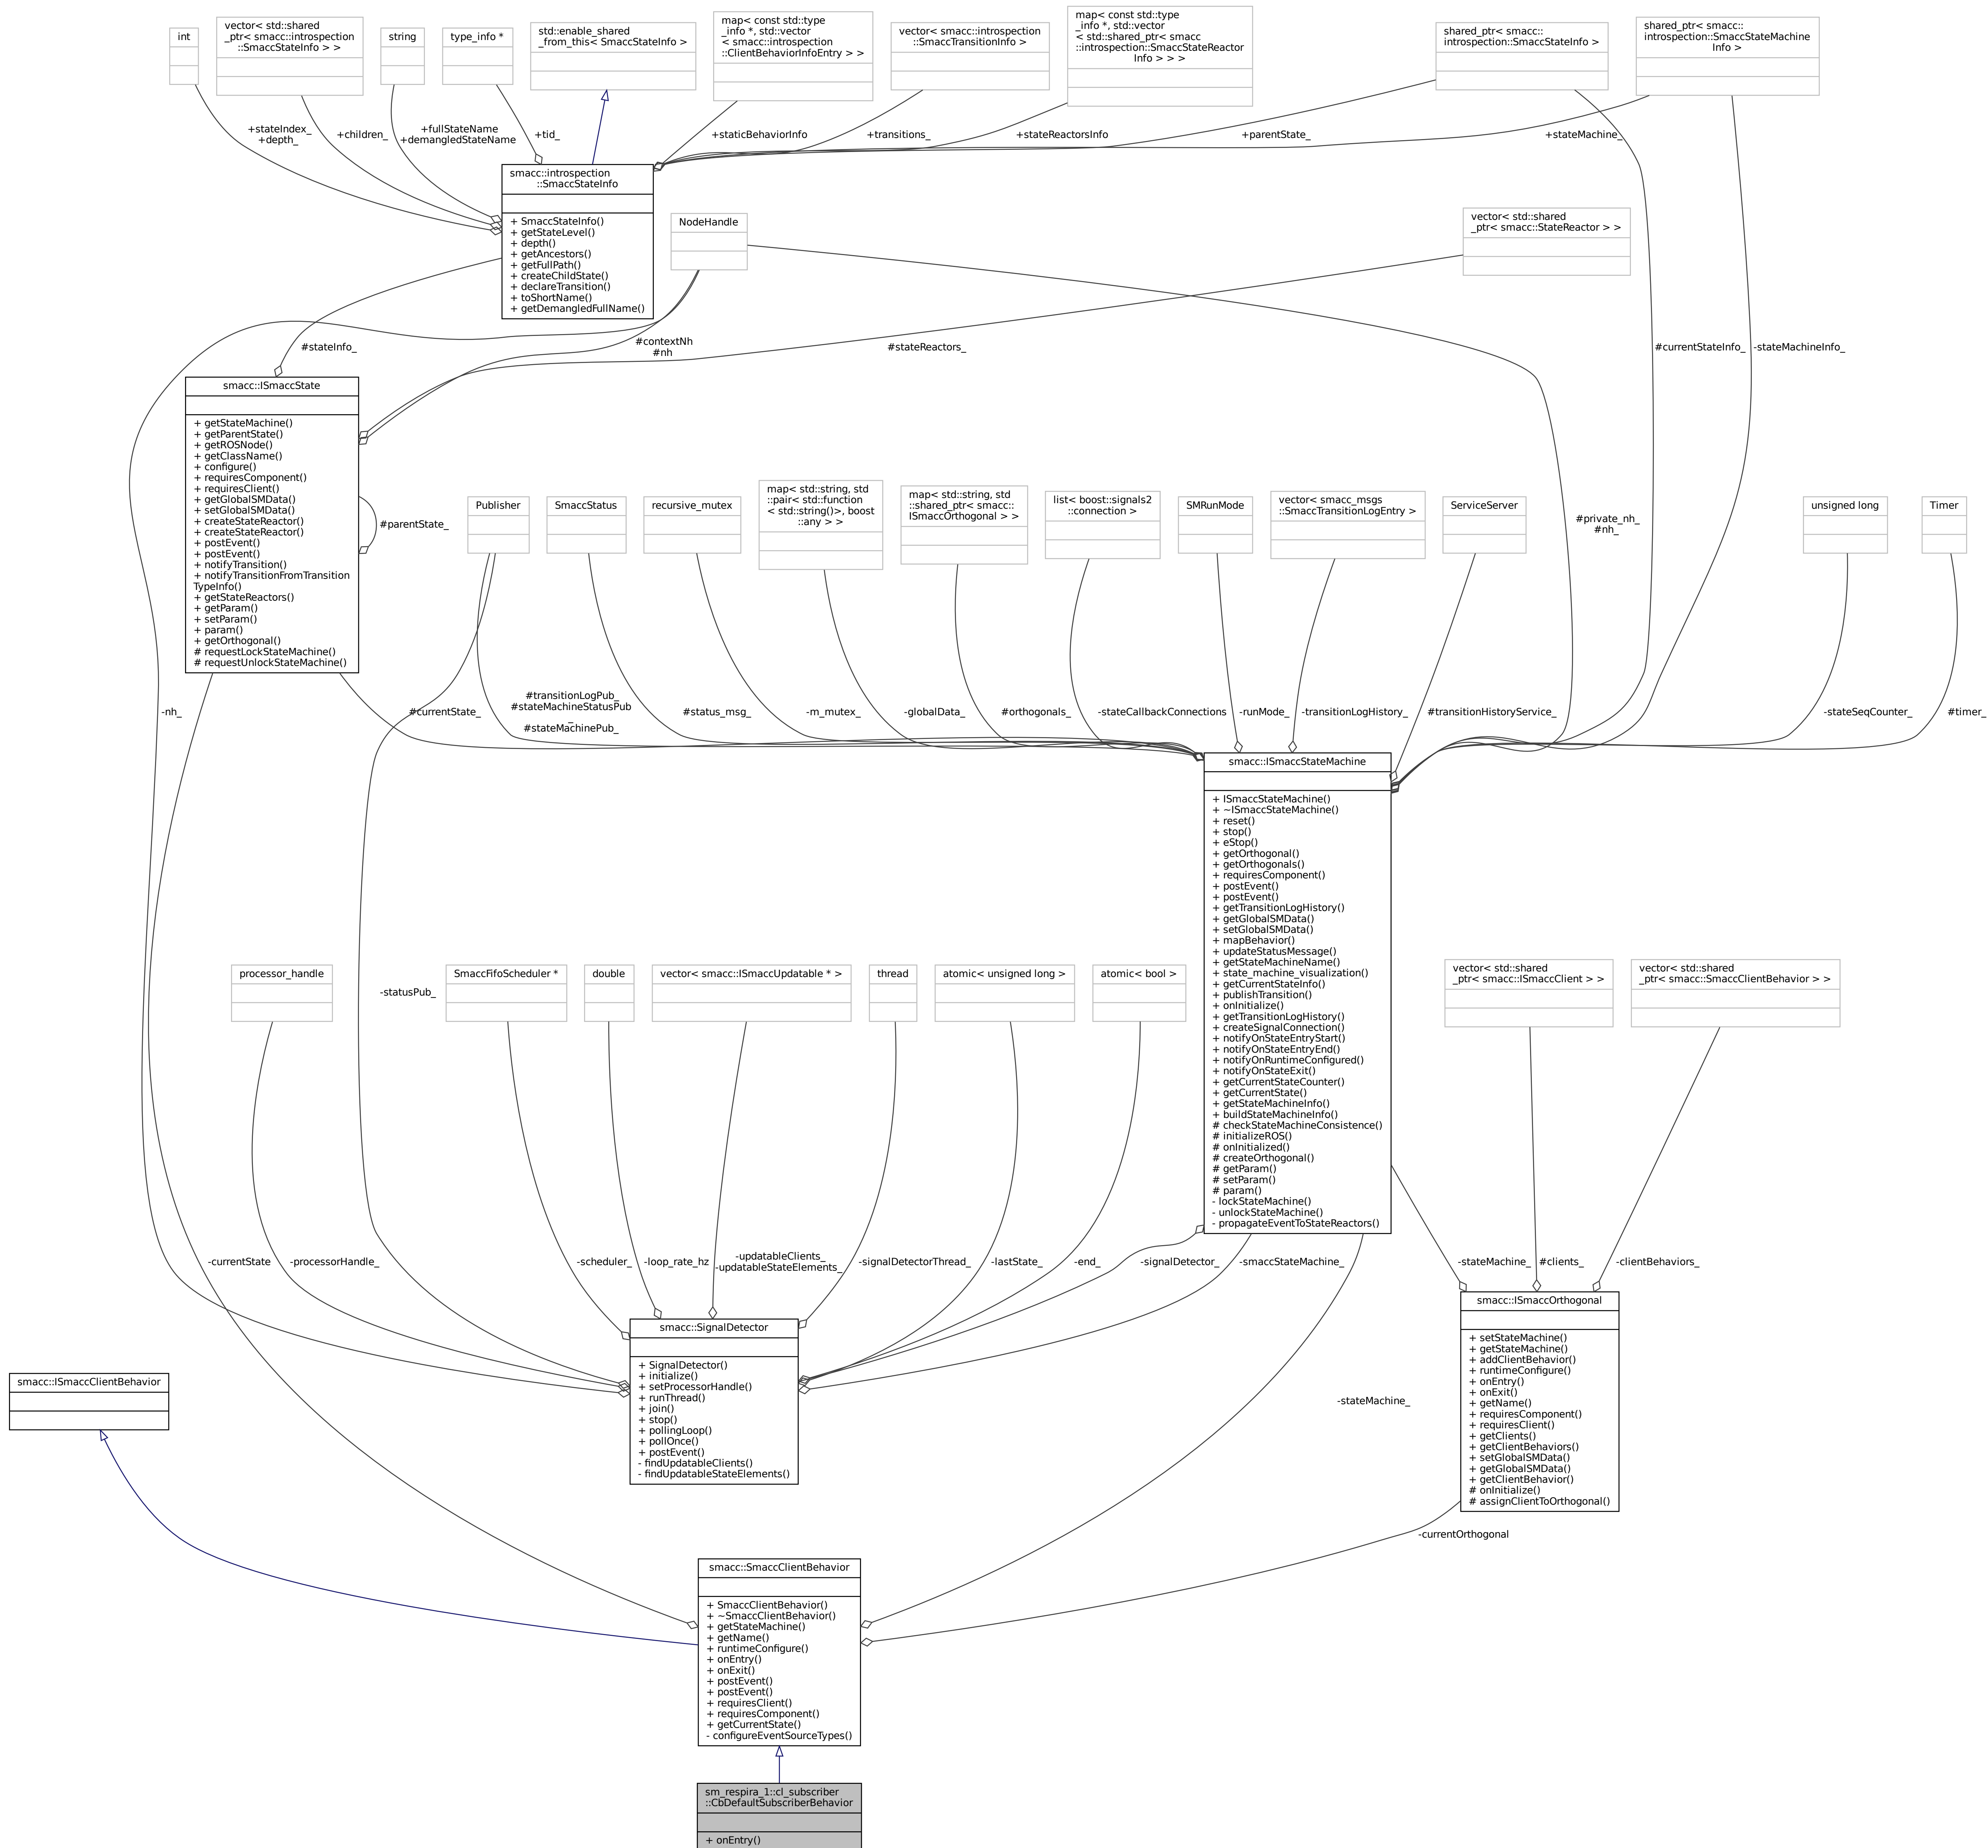 int
vector< std::shared
_ptr< smacc::introspection
::SmaccStateInfo > >
string
type_info *
std::enable_shared
_from_this< SmaccStateInfo >
map< const std::type
_info *, std::vector
< smacc::introspection
::ClientBehaviorInfoEntry > >
vector< smacc::introspection
::SmaccTransitionInfo >
map< const std::type
_info *, std::vector
< std::shared_ptr< smacc
::introspection::SmaccStateReactor
Info > > >
shared_ptr< smacc::
introspection::SmaccStateInfo >
shared_ptr< smacc::
introspection::SmaccStateMachine
Info >
+stateIndex_
+depth_
+children_
+fullStateName
+demangledStateName
+tid_
+staticBehaviorInfo
+transitions_
+stateReactorsInfo
+parentState_
+stateMachine_
smacc::introspection
::SmaccStateInfo
+ SmaccStateInfo()
+ getStateLevel()
+ depth()
+ getAncestors()
+ getFullPath()
+ createChildState()
+ declareTransition()
+ toShortName()
+ getDemangledFullName()
NodeHandle
vector< std::shared
_ptr< smacc::StateReactor > >
#stateInfo_
#contextNh
#nh
#stateReactors_
#currentStateInfo_
-stateMachineInfo_
smacc::ISmaccState
+ getStateMachine()
+ getParentState()
+ getROSNode()
+ getClassName()
+ configure()
+ requiresComponent()
+ requiresClient()
+ getGlobalSMData()
+ setGlobalSMData()
+ createStateReactor()
+ createStateReactor()
+ postEvent()
+ postEvent()
+ notifyTransition()
+ notifyTransitionFromTransition
TypeInfo()
+ getStateReactors()
+ getParam()
+ setParam()
+ param()
+ getOrthogonal()
# requestLockStateMachine()
# requestUnlockStateMachine()
#parentState_
Publisher
SmaccStatus
recursive_mutex
map< std::string, std
::pair< std::function
< std::string()>, boost
::any > >
map< std::string, std
::shared_ptr< smacc::
ISmaccOrthogonal > >
list< boost::signals2
::connection >
SMRunMode
vector< smacc_msgs
::SmaccTransitionLogEntry >
ServiceServer
#private_nh_
#nh_
unsigned long
Timer
-nh_
#currentState_
#transitionLogPub_
#stateMachineStatusPub
_
#stateMachinePub_
#status_msg_
-m_mutex_
-globalData_
#orthogonals_
-stateCallbackConnections
-runMode_
-transitionLogHistory_
#transitionHistoryService_
-stateSeqCounter_
#timer_
smacc::ISmaccStateMachine
+ ISmaccStateMachine()
+ ~ISmaccStateMachine()
+ reset()
+ stop()
+ eStop()
+ getOrthogonal()
+ getOrthogonals()
+ requiresComponent()
+ postEvent()
+ postEvent()
+ getTransitionLogHistory()
+ getGlobalSMData()
+ setGlobalSMData()
+ mapBehavior()
+ updateStatusMessage()
+ getStateMachineName()
+ state_machine_visualization()
+ getCurrentStateInfo()
+ publishTransition()
+ onInitialize()
+ getTransitionLogHistory()
+ createSignalConnection()
+ notifyOnStateEntryStart()
+ notifyOnStateEntryEnd()
+ notifyOnRuntimeConfigured()
+ notifyOnStateExit()
+ getCurrentStateCounter()
+ getCurrentState()
+ getStateMachineInfo()
+ buildStateMachineInfo()
# checkStateMachineConsistence()
# initializeROS()
# onInitialized()
# createOrthogonal()
# getParam()
# setParam()
# param()
- lockStateMachine()
- unlockStateMachine()
- propagateEventToStateReactors()
processor_handle
-statusPub_
SmaccFifoScheduler *
double
vector< smacc::ISmaccUpdatable * >
thread
atomic< unsigned long >
atomic< bool >
vector< std::shared
_ptr< smacc::ISmaccClient > >
vector< std::shared
_ptr< smacc::SmaccClientBehavior > >
-currentState
-processorHandle_
-scheduler_
-loop_rate_hz
-updatableClients_
-updatableStateElements_
-signalDetectorThread_
-lastState_
-end_
-signalDetector_
-smaccStateMachine_
-stateMachine_
#clients_
-clientBehaviors_
smacc::SignalDetector
+ SignalDetector()
+ initialize()
+ setProcessorHandle()
+ runThread()
+ join()
+ stop()
+ pollingLoop()
+ pollOnce()
+ postEvent()
- findUpdatableClients()
- findUpdatableStateElements()
smacc::ISmaccOrthogonal
+ setStateMachine()
+ getStateMachine()
+ addClientBehavior()
+ runtimeConfigure()
+ onEntry()
+ onExit()
+ getName()
+ requiresComponent()
+ requiresClient()
+ getClients()
+ getClientBehaviors()
+ setGlobalSMData()
+ getGlobalSMData()
+ getClientBehavior()
# onInitialize()
# assignClientToOrthogonal()
smacc::ISmaccClientBehavior
-stateMachine_
-currentOrthogonal
smacc::SmaccClientBehavior
+ SmaccClientBehavior()
+ ~SmaccClientBehavior()
+ getStateMachine()
+ getName()
+ runtimeConfigure()
+ onEntry()
+ onExit()
+ postEvent()
+ postEvent()
+ requiresClient()
+ requiresComponent()
+ getCurrentState()
- configureEventSourceTypes()
sm_respira_1::cl_subscriber
::CbDefaultSubscriberBehavior
+ onEntry()